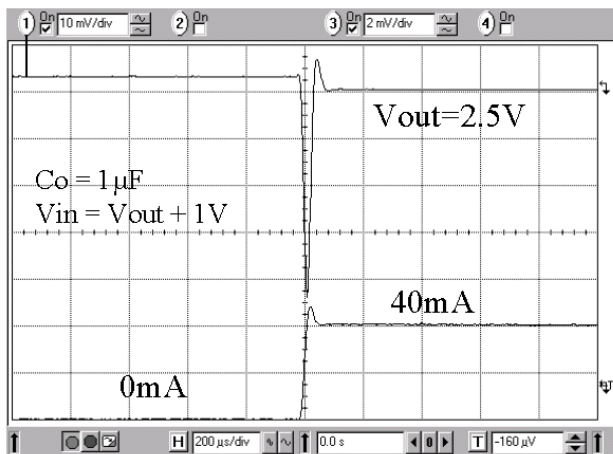 1 On 10 mV/div 2 On 3 On 2 mV/div 4 On
Vout=2.5V
Co = 1µF
Vin = Vout + 1V
40mA
0mA
H 200 µs/div 0.0 s 0 T -160 µV